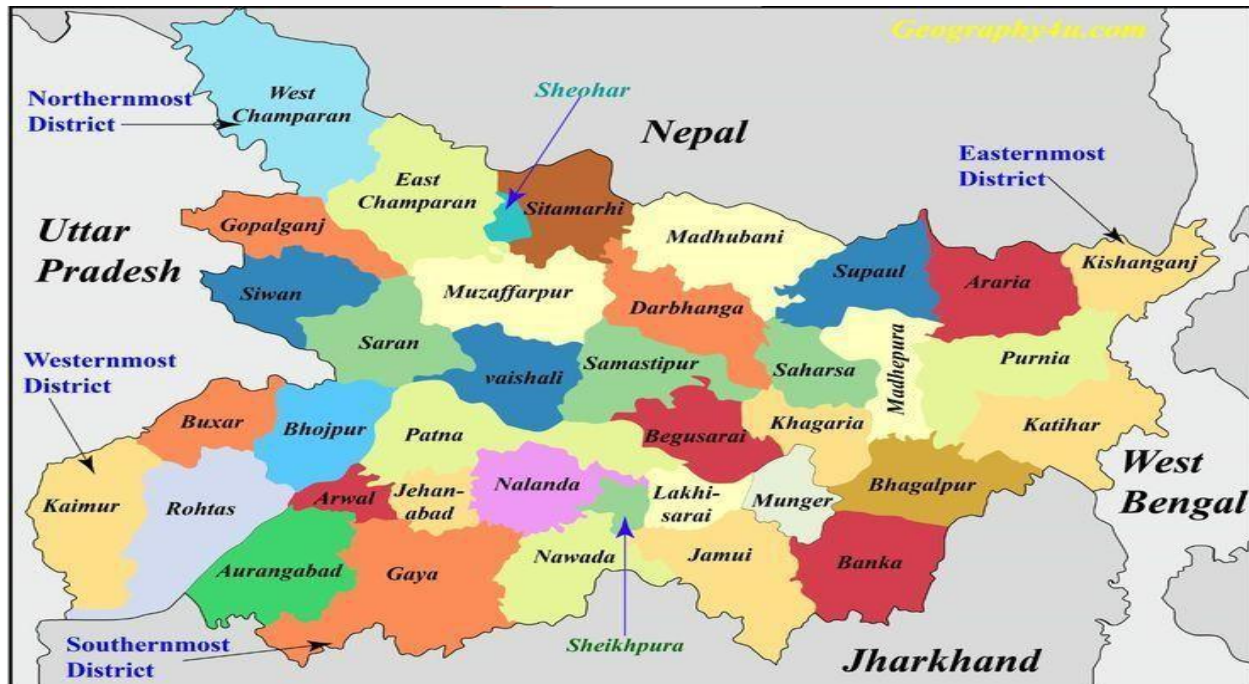 Geography4u.com
Sheohar
Northernmost
District
West
Champaran
Nepal
Easternmost
District
East
Champaran
Sitamarhi
Uttar
Pradesh
Gopalganj
Madhubani
Kishanganj
Supaul
Araria
Siwan
Muzaffarpur
Darbhanga
Saran
Madhepura
Purnia
Westernmost
District
vaishali
Samastipur
Saharsa
Buxar
Bhojpur
Patna
Begusarai
Khagaria
Katihar
West
Bengal
Kaimur
Rohtas
Arwal
Jehan-
abad
Nalanda
Lakhi-
sarai
Munger
Bhagalpur
Aurangabad
Gaya
Nawada
Jamui
Banka
Southernmost
District
Sheikhpura
Jharkhand